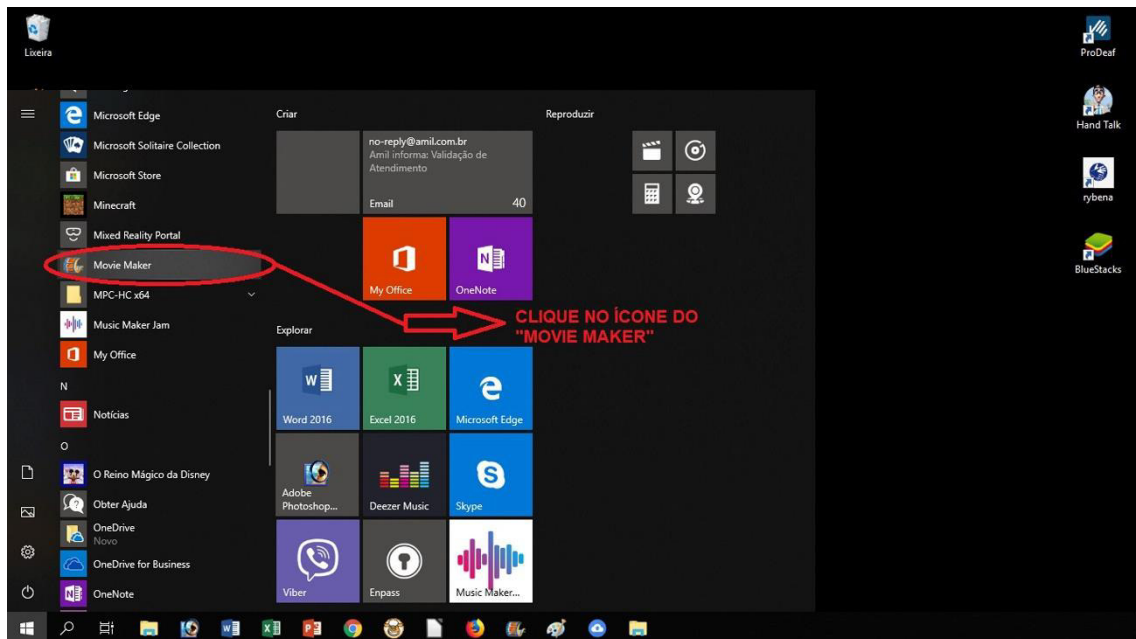 Lixeira
ProDeaf
Hand Talk
rybena
BlueStacks
Microsoft Edge
Microsoft Solitaire Collection
Microsoft Store
Minecraft
Mixed Reality Portal
Movie Maker
MPC-HC x64
Music Maker Jam
My Office
N
Notícias
O
O Reino Mágico da Disney
Obter Ajuda
OneDrive
Novo
OneDrive for Business
OneNote
Criar
no-reply@amil.com.br
Amil informa: Validação de
Atendimento
Email 40
My Office
OneNote
Reproduzir
CLIQUE NO ÍCONE DO
"MOVIE MAKER"
Explorar
Word 2016
Excel 2016
Microsoft Edge
Adobe
Photoshop...
Deezer Music
Skype
Viber
Enpass
Music Maker...